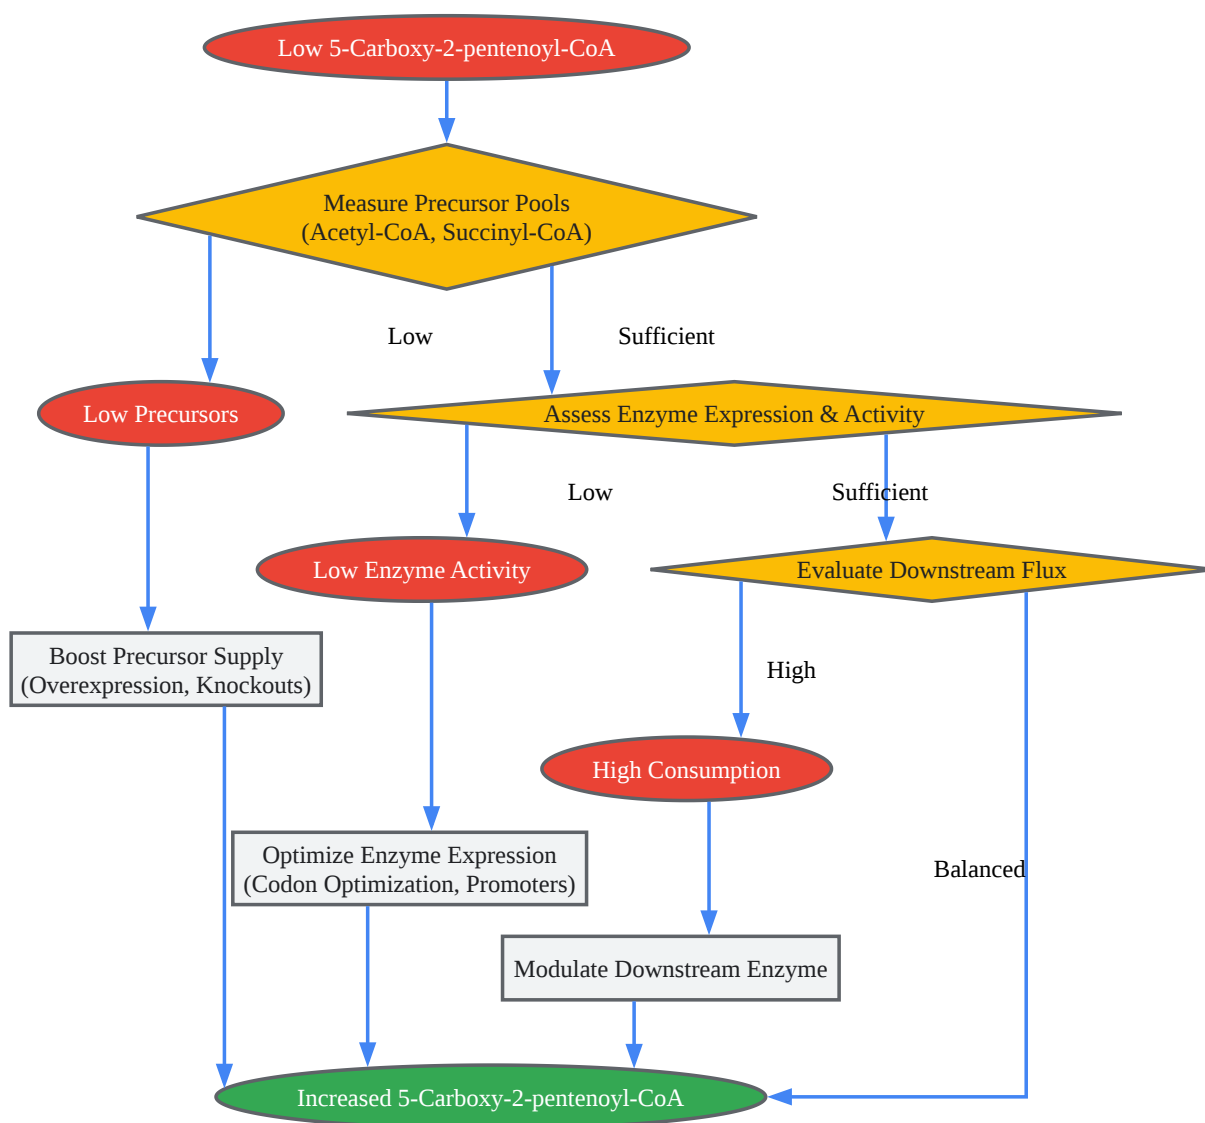 Low 5-Carboxy-2-pentenoyl-CoA
Measure Precursor Pools
(Acetyl-CoA, Succinyl-CoA)
Low
Sufficient
Low Precursors
Assess Enzyme Expression & Activity
Low
Sufficient
Low Enzyme Activity
Evaluate Downstream Flux
Boost Precursor Supply
(Overexpression, Knockouts)
High
High Consumption
Optimize Enzyme Expression
(Codon Optimization, Promoters)
Balanced
Modulate Downstream Enzyme
Increased 5-Carboxy-2-pentenoyl-CoA